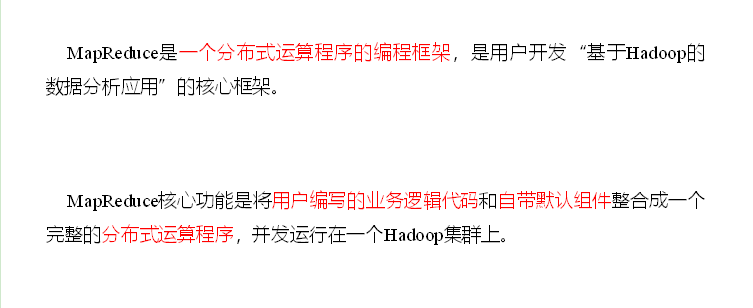 MapReduce是一个分布式运算程序的编程框架，是用户开发“基于Hadoop的
数据分析应用”的核心框架。
MapReduce核心功能是将用户编写的业务逻辑代码和自带默认组件整合成一个
完整的分布式运算程序，并发运行在一个Hadoop集群上。